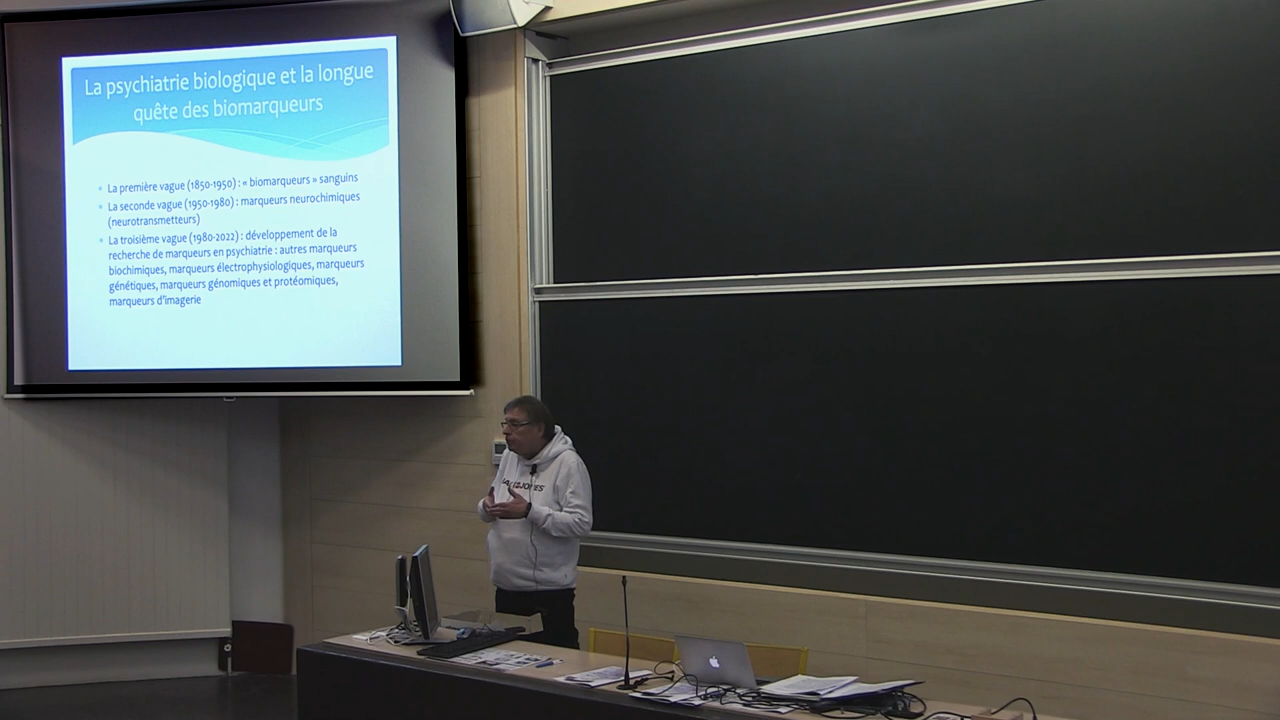 La psychiatrie biologique et la longue
quête des biomarqueurs
La première vague (1850-1950) : « biomarqueurs » sanguins
La seconde vague (1950-1980) : marqueurs neurochimiques
(neurotransmetteurs)
La troisième vague (1980-2022) : développement de la
recherche de marqueurs en psychiatrie : autres marqueurs
biochimiques, marqueurs électrophysiologiques, marqueurs
génétiques, marqueurs génomiques et protéomiques,
marqueurs d'imagerie